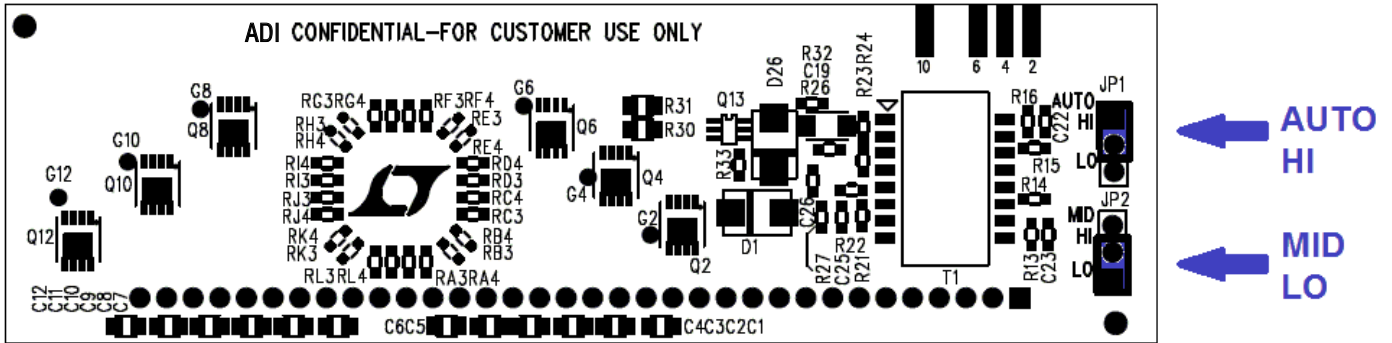 ADI CONFIDENTIAL-FOR CUSTOMER USE ONLY
10 6 4 2
G8
Q8
G10
Q10
G12
Q12
RG3RG4
RF3RF4
RH3
RH4
RE3
RE4
RI4
RI3
RJ3
RJ4
RD4
RD3
RC4
RC3
RK4
RK3
RB4
RB3
RL3RL4
RA3RA4
G6
Q6
G4
Q4
G2
Q2
R31
R30
Q13
D26
R32
C19
R26
R23R24
R33
D1
C26
R27
C25
R22
R21
T1
R16
C22
R15
R14
R13
C23
JP1
AUTO
HI
LO
JP2
MID
HI
LO
C12
C11
C10
C9
C8
C7
C6C5
C4C3C2C1
AUTO
HI
MID
LO